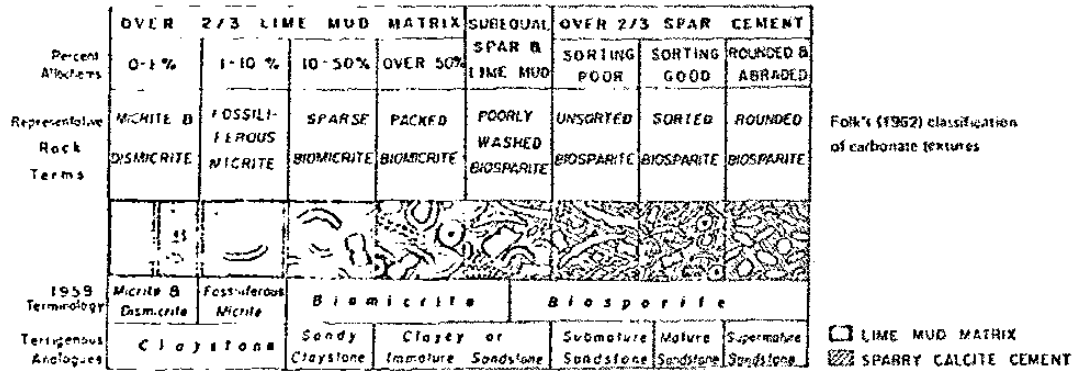 OVER 2/3 LIME MUD MATRIX
SUBEQUAL SPAR & LIME MUD
OVER 2/3 SPAR CEMENT
Percent Allochems
0-1 %
1-10 %
10-50%
OVER 50%
SORTING POOR
SORTING GOOD
ROUNDED & ABRADED
Representative Rock Terms
MICRITE & DISMICRITE
FOSSILI-
FEROUS
MICRITE
SPARSE BIOMICRITE
PACKED BIOMICRITE
POORLY WASHED BIOSPARITE
UNSORTED BIOSPARITE
SORTED BIOSPARITE
ROUNDED BIOSPARITE
Folk's (1962) classification
of carbonate textures
1959 Terminology
Micrite & Dismicrite
Fossiliferous Micrite
Biomicrite
Biosparite
Terrigenous Analogues
Claystone
Sandy Claystone
Clayey or Immature Sandstone
Submature Sandstone
Mature Sandstone
Supermature Sandstone
LIME MUD MATRIX
SPARRY CALCITE CEMENT